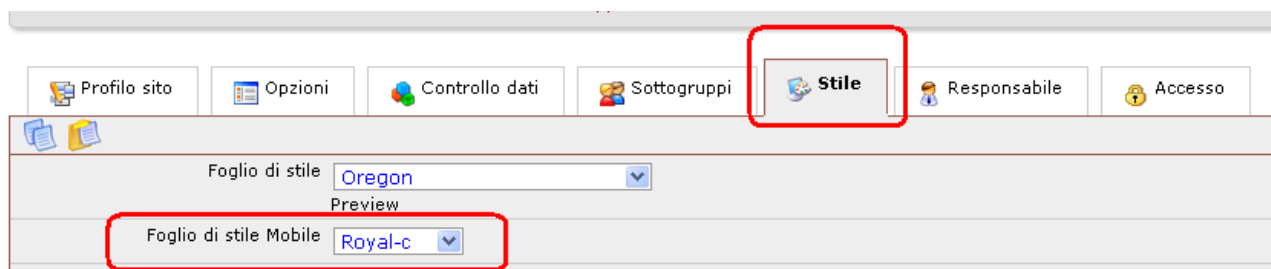 Profilo sito Opzioni Controllo dati Sottogruppi Stile Responsabile Accesso
Foglio di stile Oregon
Preview
Foglio di stile Mobile Royal-c